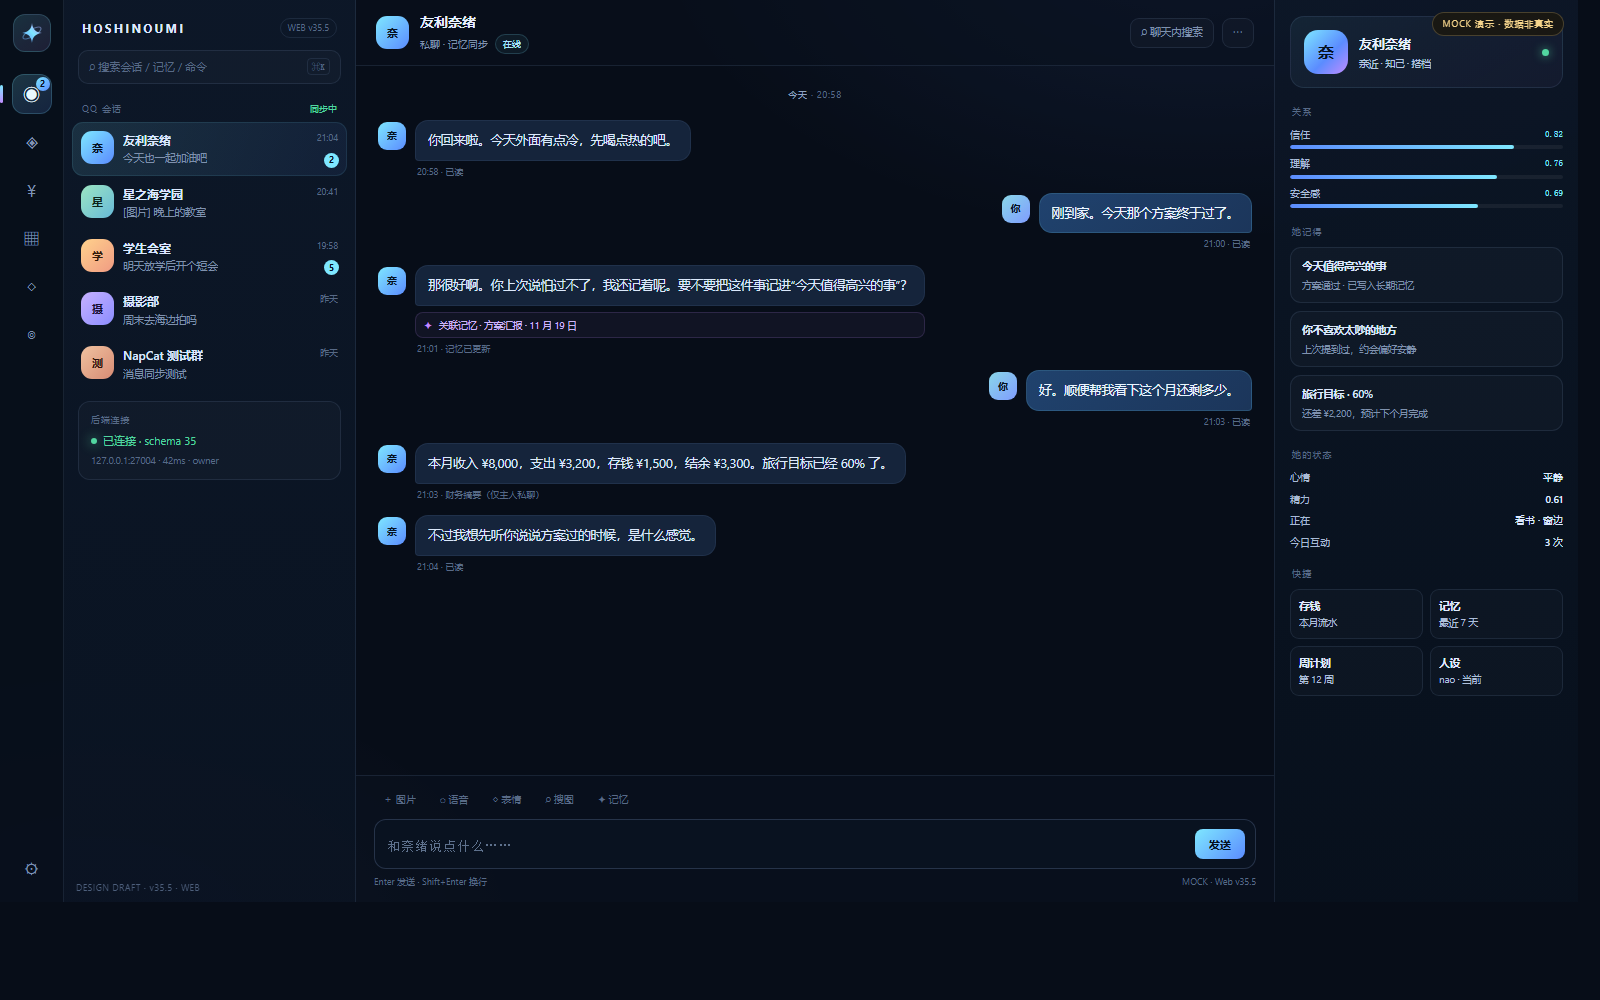 HOSHINOUMI
WEB v35.5
⌕ 搜索会话 / 记忆 / 命令
⌘K
QQ 会话
同步中
2
奈
友利奈绪
21:04
今天也一起加油吧
2
星
星之海学园
20:41
[图片] 晚上的教室
学
学生会室
19:58
明天放学后开个短会
5
摄
摄影部
昨天
周末去海边拍吗
测
NapCat 测试群
昨天
消息同步测试
后端连接
已连接 · schema 35
127.0.0.1:27004 · 42ms · owner
DESIGN DRAFT · v35.5 · WEB
¥
奈
友利奈绪
私聊 · 记忆同步
在线
⌕ 聊天内搜索
···
今天 · 20:58
奈
你回来啦。今天外面有点冷，先喝点热的吧。
20:58 · 已读
你
刚到家。今天那个方案终于过了。
21:00 · 已读
奈
那很好啊。你上次说怕过不了，我还记着呢。要不要把这件事记进“今天值得高兴的事”？
✦ 关联记忆 · 方案汇报 · 11 月 19 日
21:01 · 记忆已更新
你
好。顺便帮我看下这个月还剩多少。
21:03 · 已读
奈
本月收入 ¥8,000，支出 ¥3,200，存钱 ¥1,500，结余 ¥3,300。旅行目标已经 60% 了。
21:03 · 财务摘要（仅主人私聊）
奈
不过我想先听你说说方案过的时候，是什么感觉。
21:04 · 已读
+ 图片
○ 语音
◇ 表情
⌕ 搜图
✦ 记忆
和奈绪说点什么……
发送
Enter 发送 · Shift+Enter 换行
MOCK · Web v35.5
MOCK 演示 · 数据非真实
奈
友利奈绪
亲近 · 知己 · 搭档
关系
信任
0.82
理解
0.76
安全感
0.69
她记得
今天值得高兴的事
方案通过 · 已写入长期记忆
你不喜欢太吵的地方
上次提到过，约会偏好安静
旅行目标 · 60%
还差 ¥2,200，预计下个月完成
她的状态
心情
平静
精力
0.61
正在
看书 · 窗边
今日互动
3 次
快捷
存钱
本月流水
记忆
最近 7 天
周计划
第 12 周
人设
nao · 当前